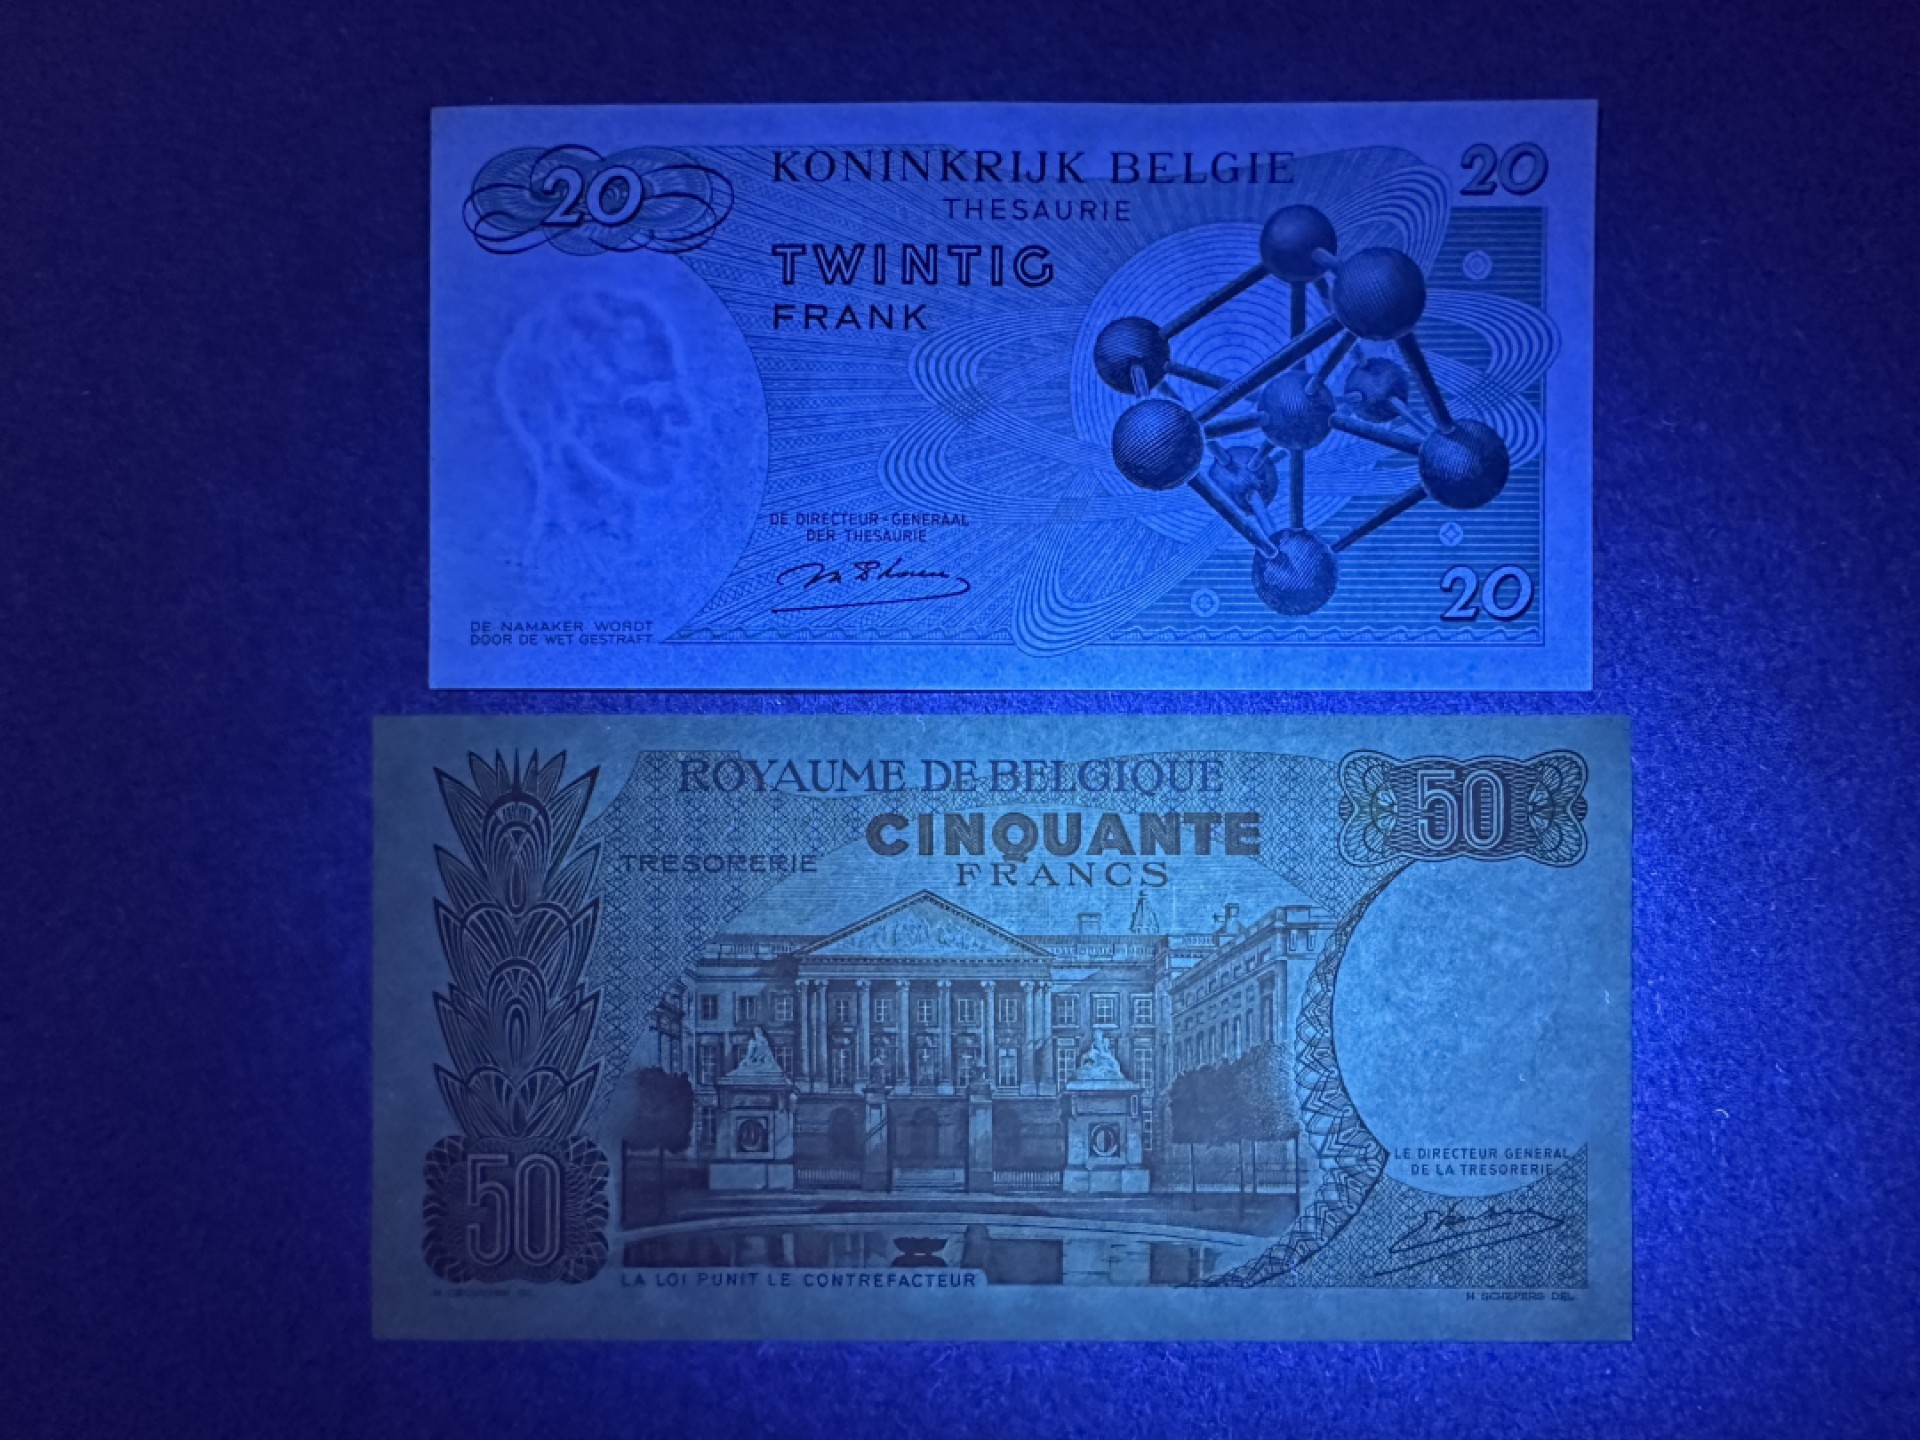 20
KONINKRIJK BELGIE
20
THESAURIE
TWINTIG
FRANK
DE DIRECTEUR-GENERAAL
DER THESAURIE
DE NAMAKER WORDT
DOOR DE WET GESTRAFT
20
ROYAUME DE BELGIQUE
50
CINQUANTE
TRESORERIE
FRANCS
LE DIRECTEUR GENERAL
DE LA TRESORERIE
50
LA LOI PUNIT LE CONTREFACTEUR
H. SCHEPERS DEL.